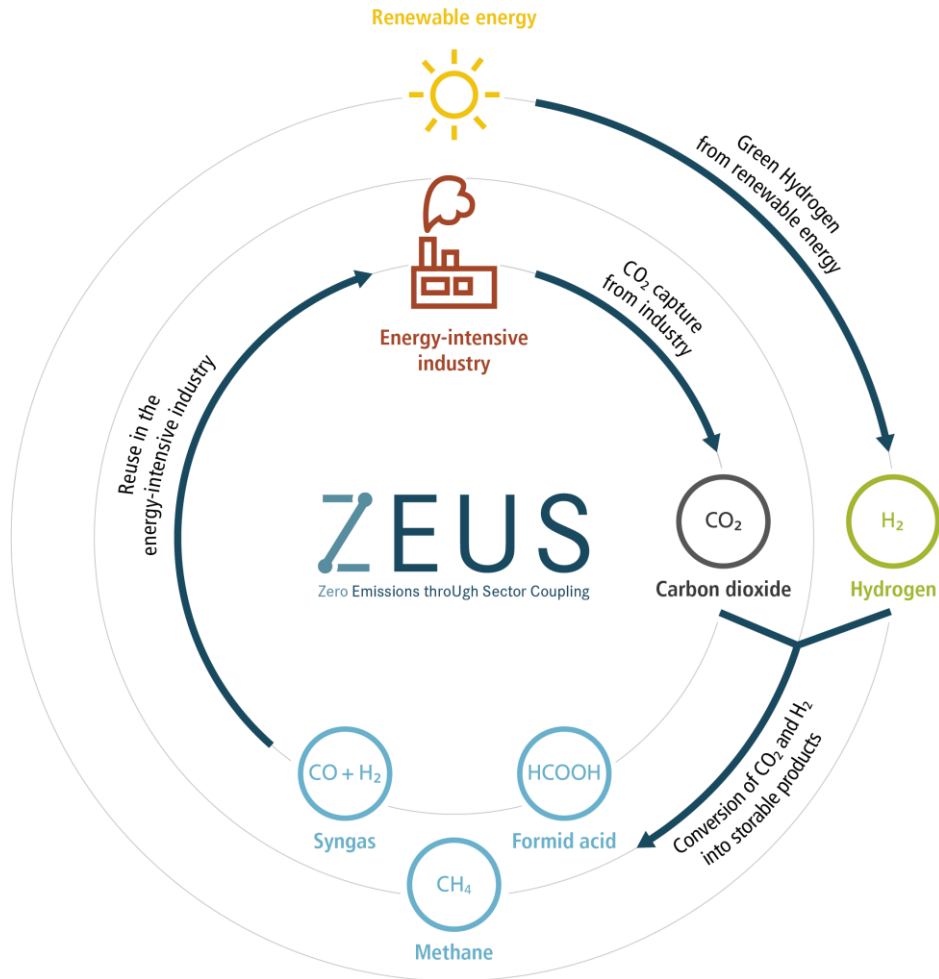 Renewable energy
Green Hydrogen
from renewable energy
CO₂ capture
from industry
Energy-intensive
industry
Reuse in the
energy-intensive industry
ZEUS
Zero Emissions throUgh Sector Coupling
CO₂
Carbon dioxide
H₂
Hydrogen
Conversion of CO₂ and H₂
into storable products
CO + H₂
Syngas
HCOOH
Formid acid
CH₄
Methane